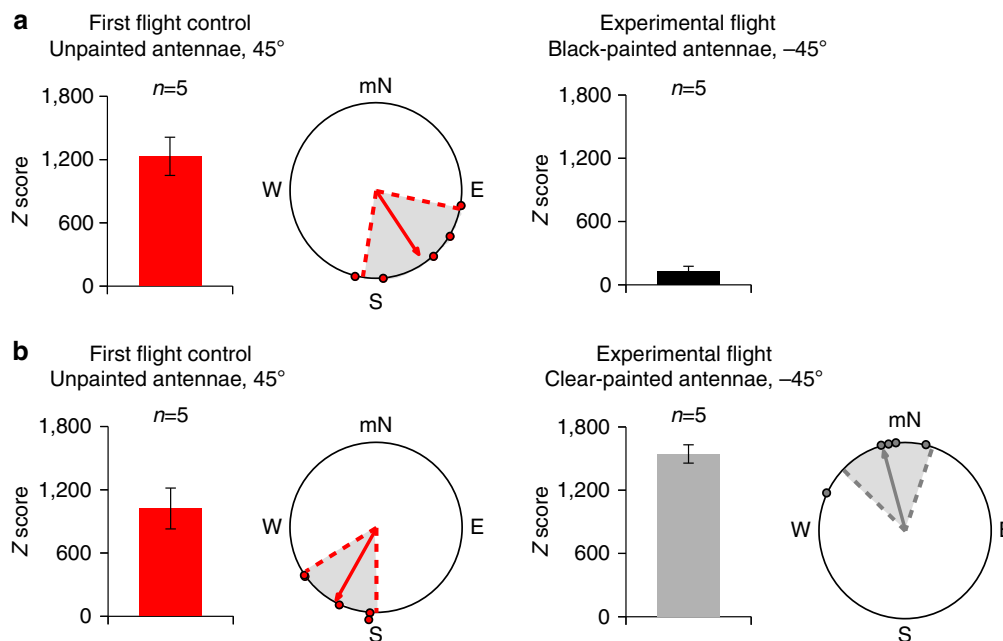 a
First flight control
Unpainted antennae, 45°
Experimental flight
Black-painted antennae, –45°
1,800
1,200
600
0
Z score
n=5
mN
W
E
S
1,800
1,200
600
0
Z score
n=5
b
First flight control
Unpainted antennae, 45°
Experimental flight
Clear-painted antennae, –45°
1,800
1,200
600
0
Z score
n=5
W
E
S
1,800
1,200
600
0
Z score
n=5
mN
W
E
S